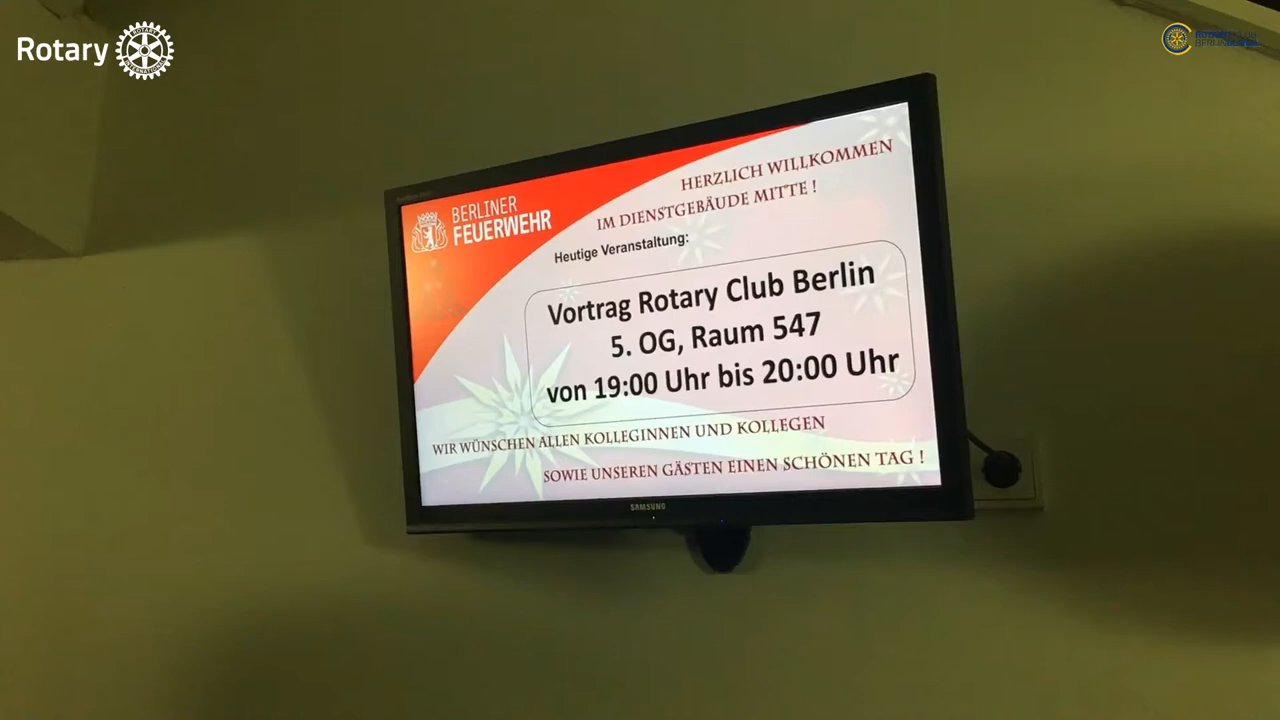 Rotary
HERZLICH WILLKOMMEN
IM DIENSTGEBÄUDE MITTE !
BERLINER
FEUERWEHR
Heutige Veranstaltung:
Vortrag Rotary Club Berlin
5. OG, Raum 547
von 19:00 Uhr bis 20:00 Uhr
WIR WÜNSCHEN ALLEN KOLLEGINNEN UND KOLLEGEN
SOWIE UNSEREN GÄSTEN EINEN SCHÖNEN TAG !
SAMSUNG